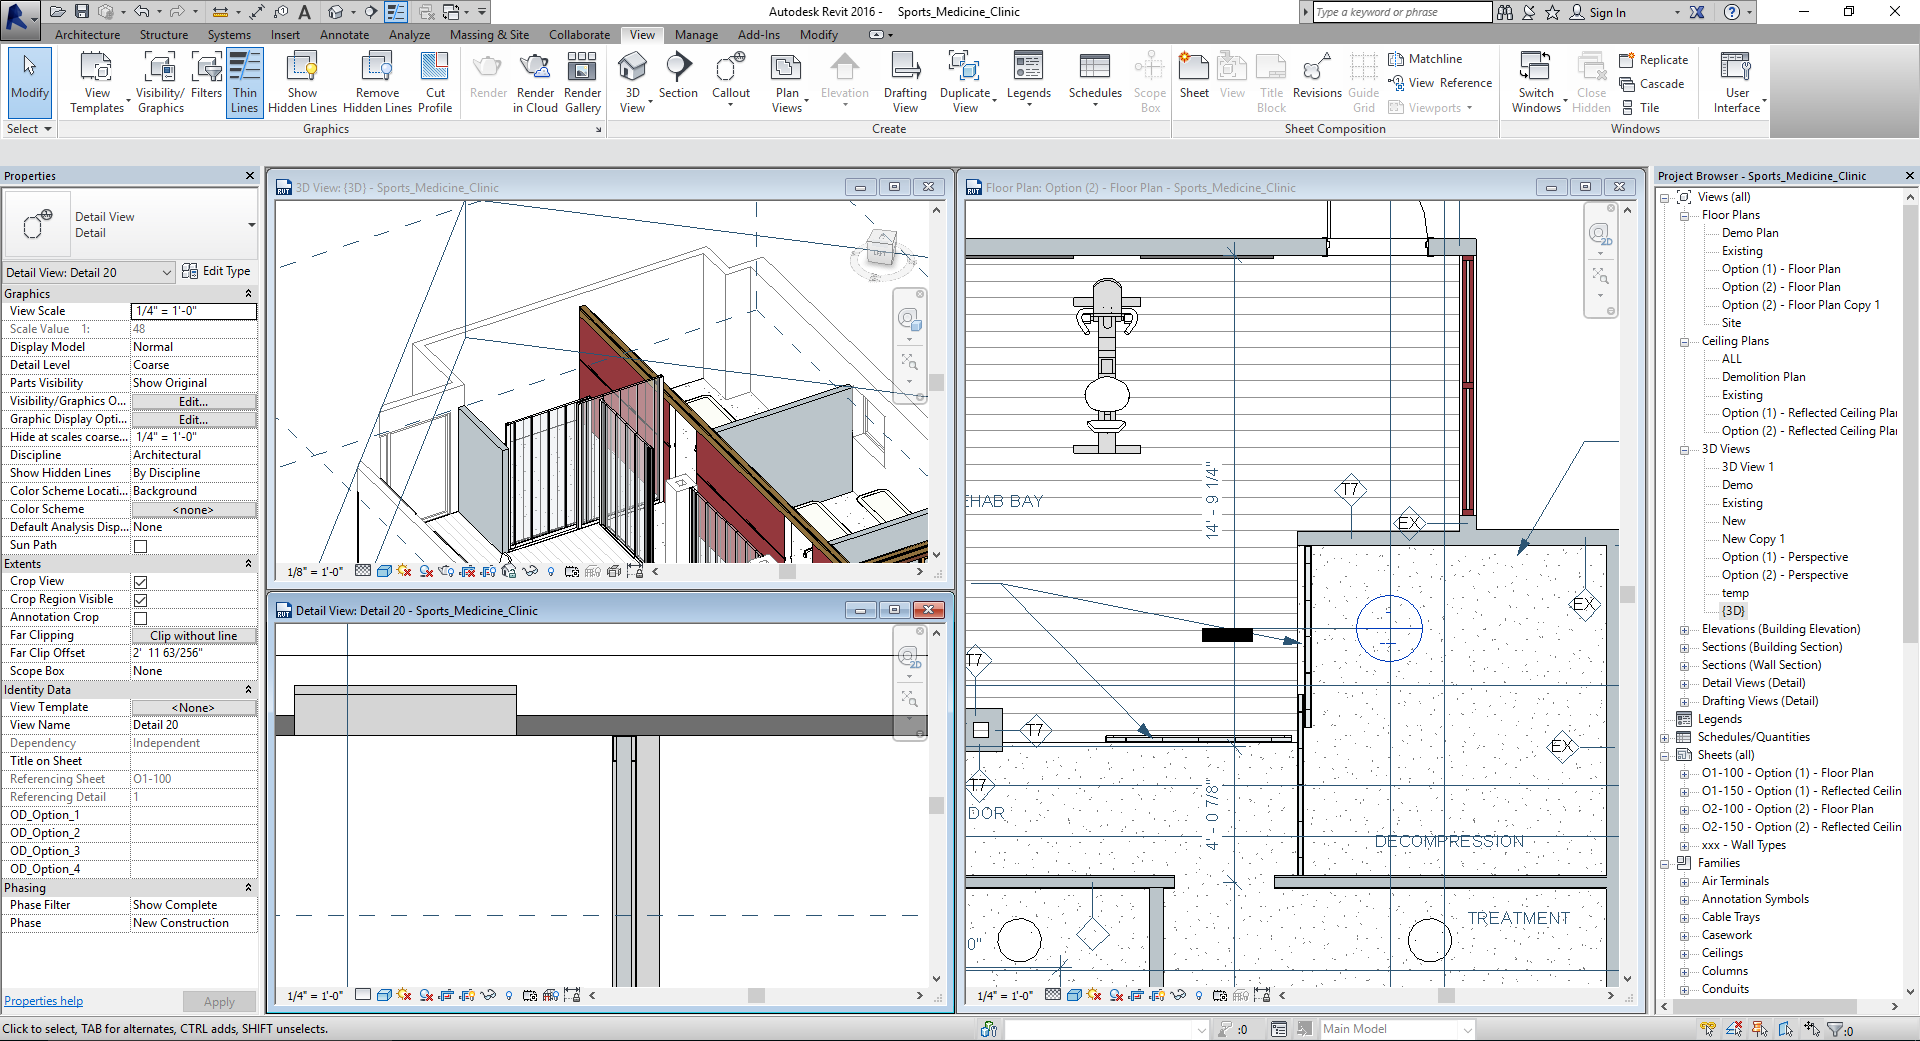 Autodesk Revit 2016 - Sports_Medicine_Clinic
Type a keyword or phrase
Sign In
Architecture Structure Systems Insert Annotate Analyze Massing & Site Collaborate View Manage Add-Ins Modify
Modify
View Templates
Visibility/ Graphics
Filters
Thin Lines
Show Hidden Lines
Remove Hidden Lines
Cut Profile
Render
Render in Cloud
Render Gallery
3D View
Section
Callout
Plan Views
Elevation
Drafting View
Duplicate View
Legends
Schedules
Scope Box
Sheet
View
Title Block
Revisions
Guide Grid
Matchline
View Reference
Viewports
Switch Windows
Close Hidden
Replicate
Cascade
Tile
User Interface
Select
Graphics
Create
Sheet Composition
Windows
Properties
Detail View
Detail
Detail View: Detail 20
Edit Type
Graphics
View Scale 1/4" = 1'-0"
Scale Value 1: 48
Display Model Normal
Detail Level Coarse
Parts Visibility Show Original
Visibility/Graphics O... Edit...
Graphic Display Opti... Edit...
Hide at scales coarse... 1/4" = 1'-0"
Discipline Architectural
Show Hidden Lines By Discipline
Color Scheme Locati... Background
Color Scheme <none>
Default Analysis Disp... None
Sun Path
Extents
Crop View
Crop Region Visible
Annotation Crop
Far Clipping Clip without line
Far Clip Offset 2' 11 63/256"
Scope Box None
Identity Data
View Template <None>
View Name Detail 20
Dependency Independent
Title on Sheet
Referencing Sheet O1-100
Referencing Detail 1
OD_Option_1
OD_Option_2
OD_Option_3
OD_Option_4
Phasing
Phase Filter Show Complete
Phase New Construction
Properties help
Apply
3D View: {3D} - Sports_Medicine_Clinic
1/8" = 1'-0"
Detail View: Detail 20 - Sports_Medicine_Clinic
2D
1/4" = 1'-0"
Floor Plan: Option (2) - Floor Plan - Sports_Medicine_Clinic
2D
14' - 9 1/4"
EHAB BAY
T7
EX
EX
T7
T7
EX
T7
DOR
4' - 0 7/8"
DECOMPRESSION
TREATMENT
0"
1/4" = 1'-0"
Project Browser - Sports_Medicine_Clinic
Views (all)
Floor Plans
Demo Plan
Existing
Option (1) - Floor Plan
Option (2) - Floor Plan
Option (2) - Floor Plan Copy 1
Site
Ceiling Plans
ALL
Demolition Plan
Existing
Option (1) - Reflected Ceiling Plan
Option (2) - Reflected Ceiling Plan
3D Views
3D View 1
Demo
Existing
New
New Copy 1
Option (1) - Perspective
Option (2) - Perspective
temp
{3D}
Elevations (Building Elevation)
Sections (Building Section)
Sections (Wall Section)
Detail Views (Detail)
Drafting Views (Detail)
Legends
Schedules/Quantities
Sheets (all)
O1-100 - Option (1) - Floor Plan
O1-150 - Option (1) - Reflected Ceilin
O2-100 - Option (2) - Floor Plan
O2-150 - Option (2) - Reflected Ceilin
xxx - Wall Types
Families
Air Terminals
Annotation Symbols
Cable Trays
Casework
Ceilings
Columns
Conduits
Click to select, TAB for alternates, CTRL adds, SHIFT unselects.
:0
Main Model
:0